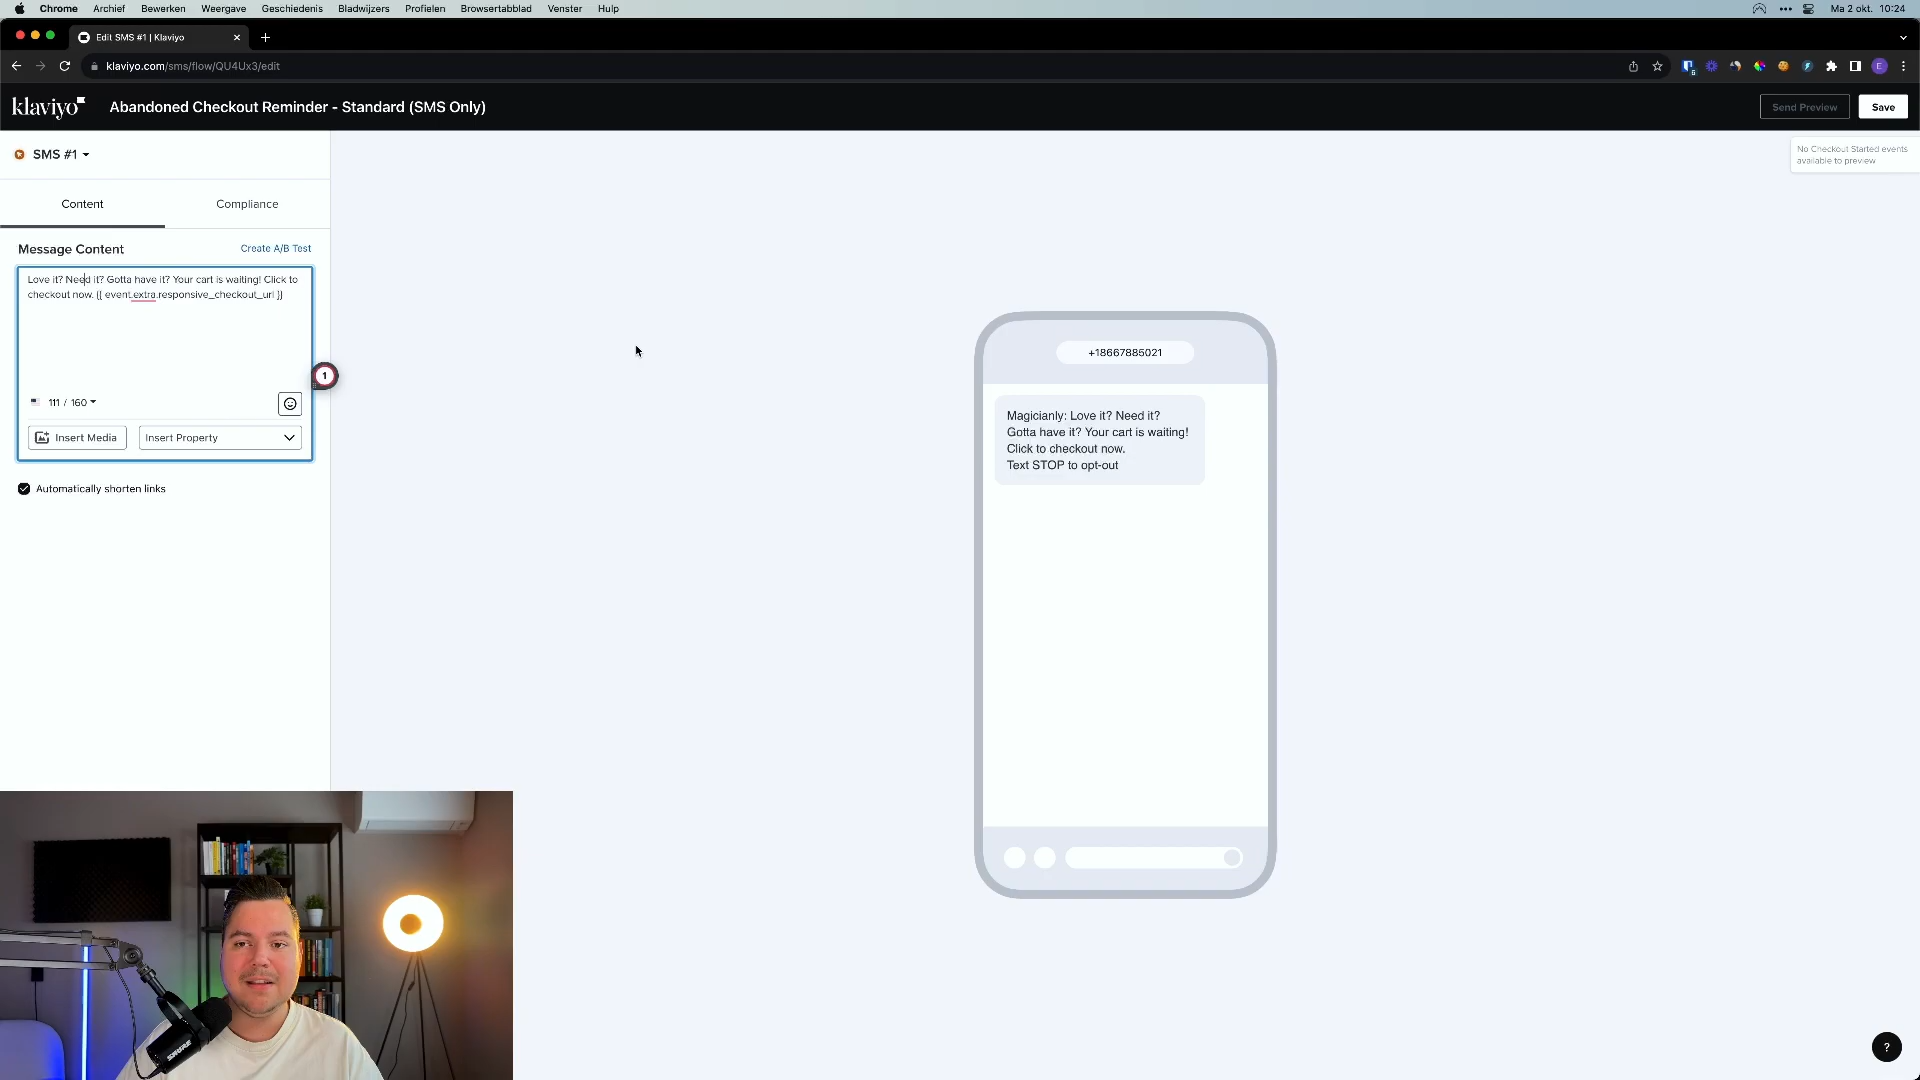 Chrome Archief Bewerken Weergave Geschiedenis Bladwijzers Profielen Browsertabblad Venster Hulp
Ma 2 okt. 10:24
Edit SMS #1 | Klaviyo
klaviyo.com/sms/flow/QU4Ux3/edit
E
klaviyo
Abandoned Checkout Reminder - Standard (SMS Only)
Send Preview
Save
No Checkout Started events
available to preview
SMS #1
Content
Compliance
Message Content
Create A/B Test
Love it? Need it? Gotta have it? Your cart is waiting! Click to
checkout now. {{ event.extra.responsive_checkout_url }}
1
111 / 160
Insert Media
Insert Property
Automatically shorten links
+18667885021
Magicianly: Love it? Need it?
Gotta have it? Your cart is waiting!
Click to checkout now.
Text STOP to opt-out
SHURE
?